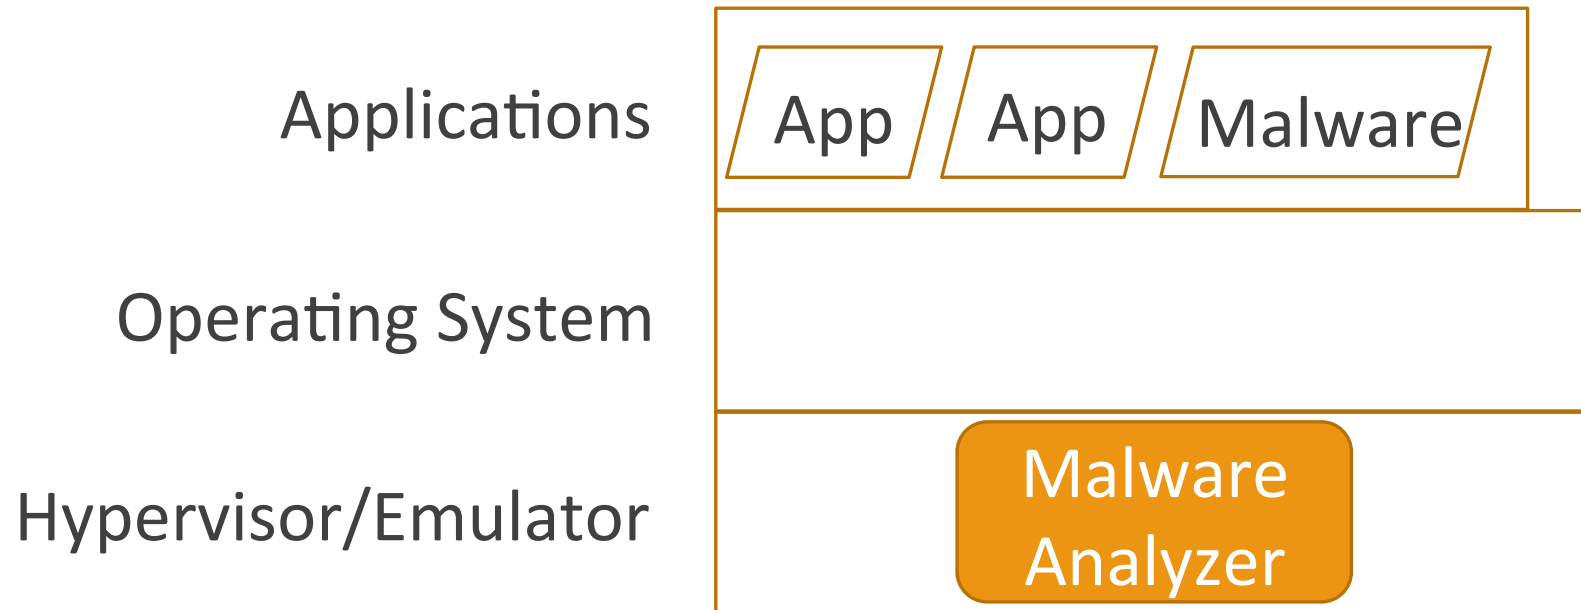 Applications
App
App
Malware
Operating System
Hypervisor/Emulator
Malware
Analyzer